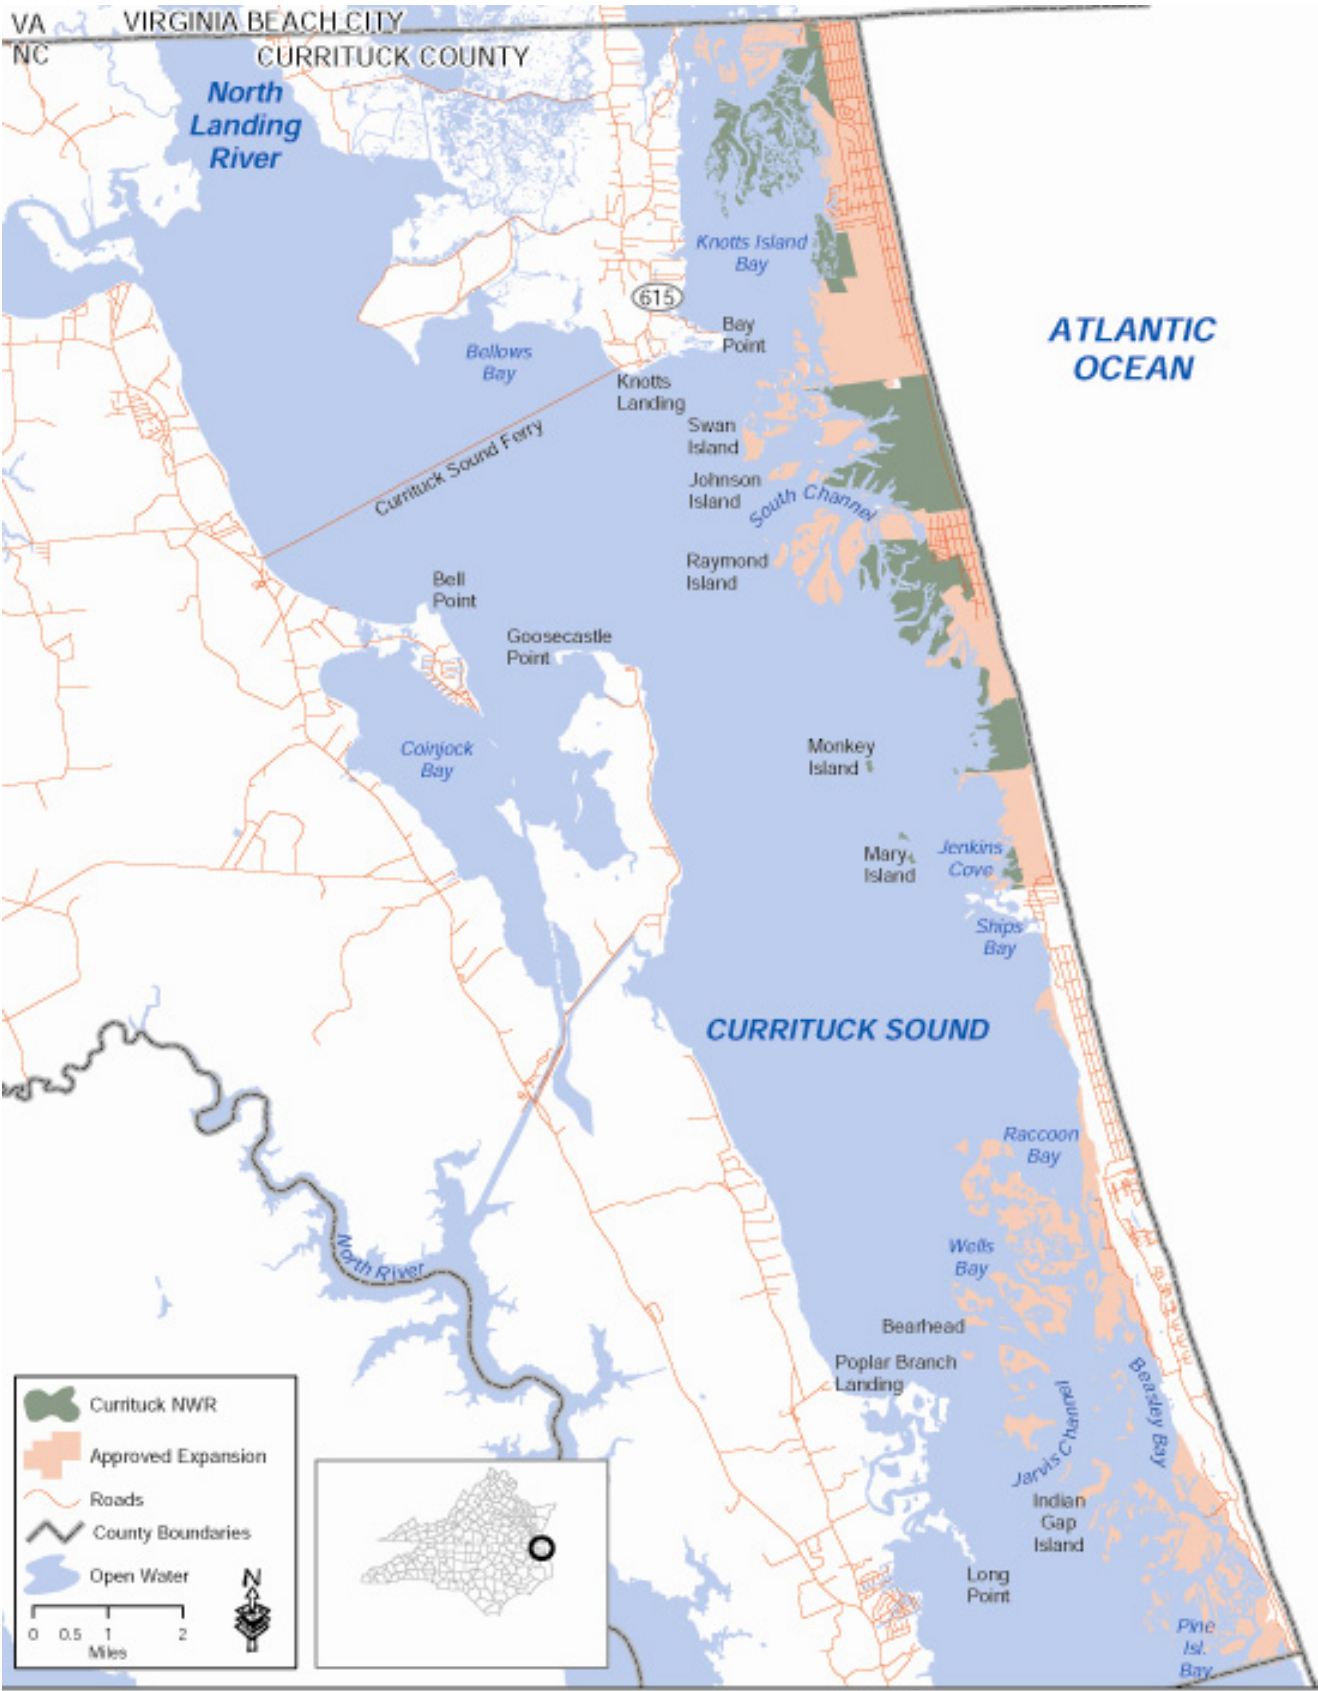 VA
VIRGINIA BEACH CITY
NC
CURRITUCK COUNTY
North
Landing
River
Knotts Island
Bay
615
Bay
Point
ATLANTIC
OCEAN
Bellows
Bay
Knotts
Landing
Currituck Sound Ferry
Swan
Island
Johnson
Island
South Channel
Raymond
Island
Bell
Point
Goosecastle
Point
Coinjock
Bay
Monkey
Island
Mary
Island
Jenkins
Cove
Ships
Bay
CURRITUCK SOUND
Raccoon
Bay
Wells
Bay
North River
Bearhead
Poplar Branch
Landing
Beasley Bay
Jarvis Channel
Indian
Gap
Island
Long
Point
Pine
Isl.
Bay
Currituck NWR
Approved Expansion
Roads
County Boundaries
Open Water
N
0 0.5 1 2
Miles